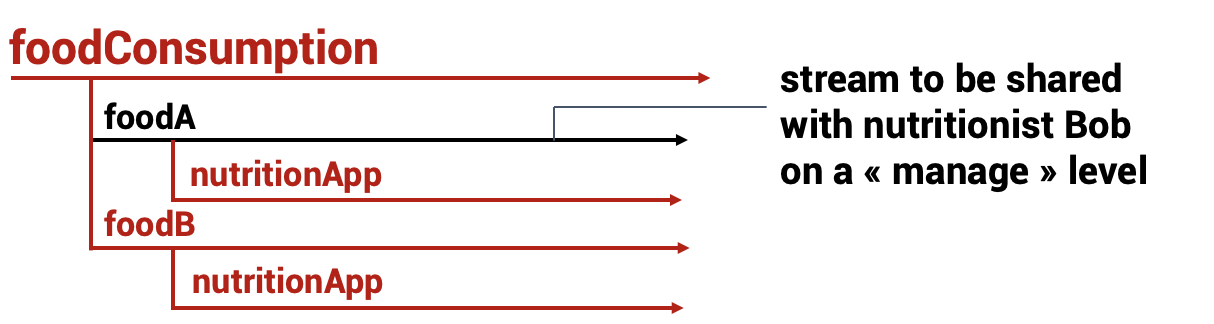 foodConsumption
foodA
nutritionApp
foodB
nutritionApp
stream to be shared
with nutritionist Bob
on a « manage » level